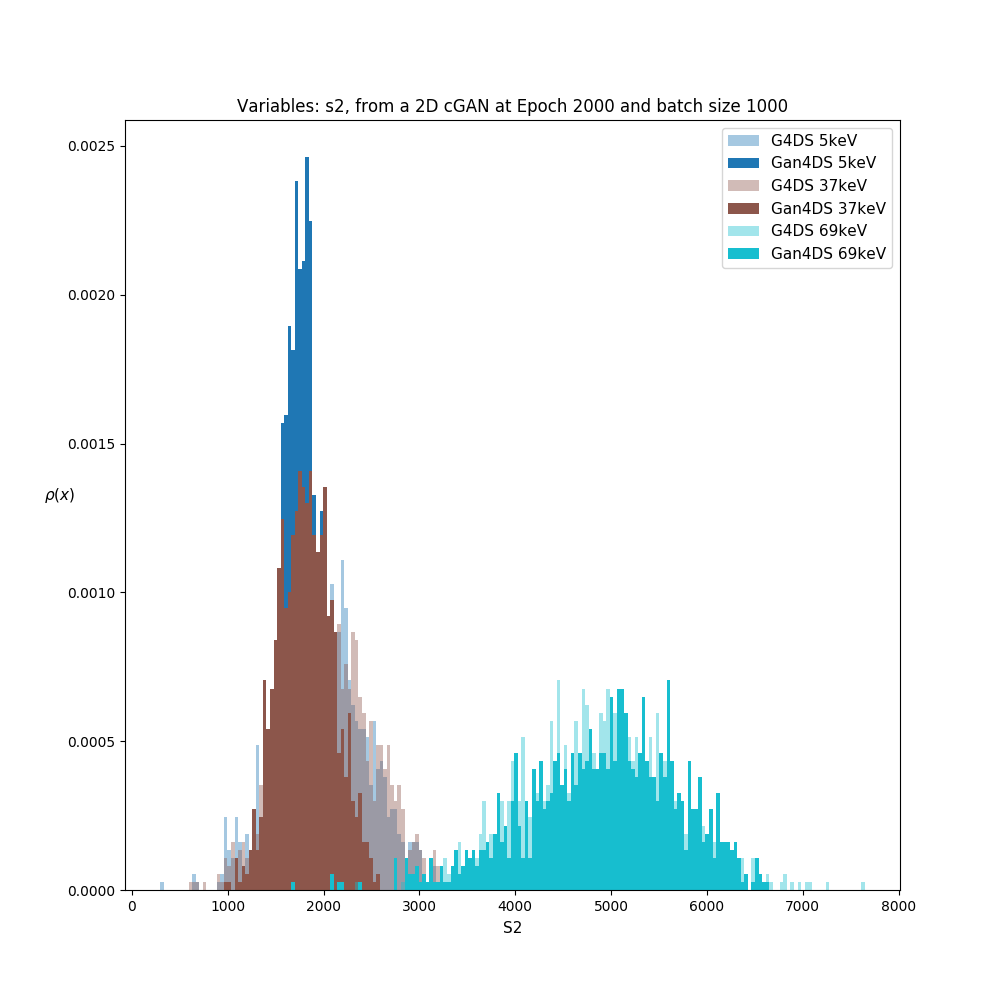 Variables: s2, from a 2D cGAN at Epoch 2000 and batch size 1000
G4DS 5keV
Gan4DS 5keV
G4DS 37keV
Gan4DS 37keV
G4DS 69keV
Gan4DS 69keV
0.0025
0.0020
0.0015
ρ(x)
0.0010
0.0005
0.0000
0 1000 2000 3000 4000 5000 6000 7000 8000
S2